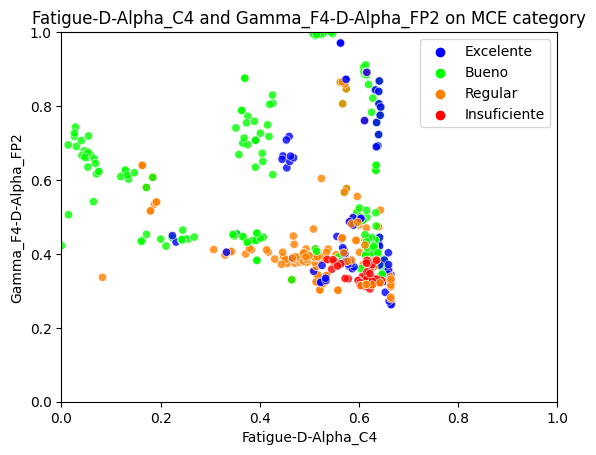 Fatigue-D-Alpha_C4 and Gamma_F4-D-Alpha_FP2 on MCE category
Excelente
Bueno
Regular
Insuficiente
1.0
0.8
0.6
0.4
0.2
0.0
Gamma_F4-D-Alpha_FP2
0.0 0.2 0.4 0.6 0.8 1.0
Fatigue-D-Alpha_C4